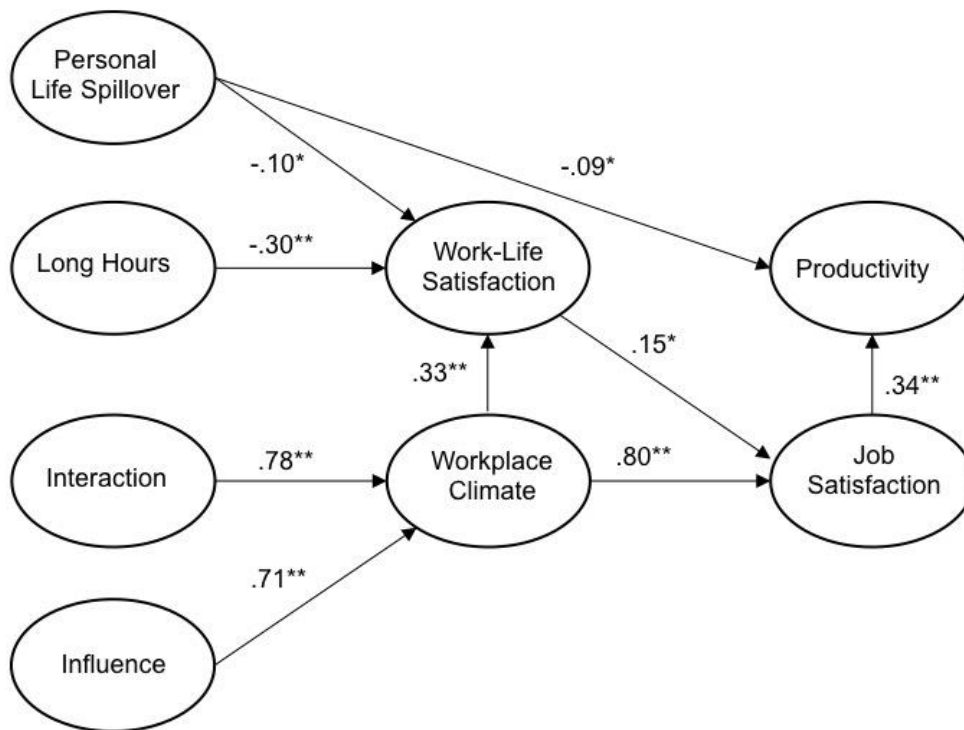 Personal
Life Spillover
-.10*
-.09*
Long Hours
-.30**
Work-Life
Satisfaction
Productivity
.33**
.15*
.34**
Interaction
.78**
Workplace
Climate
.80**
Job
Satisfaction
.71**
Influence